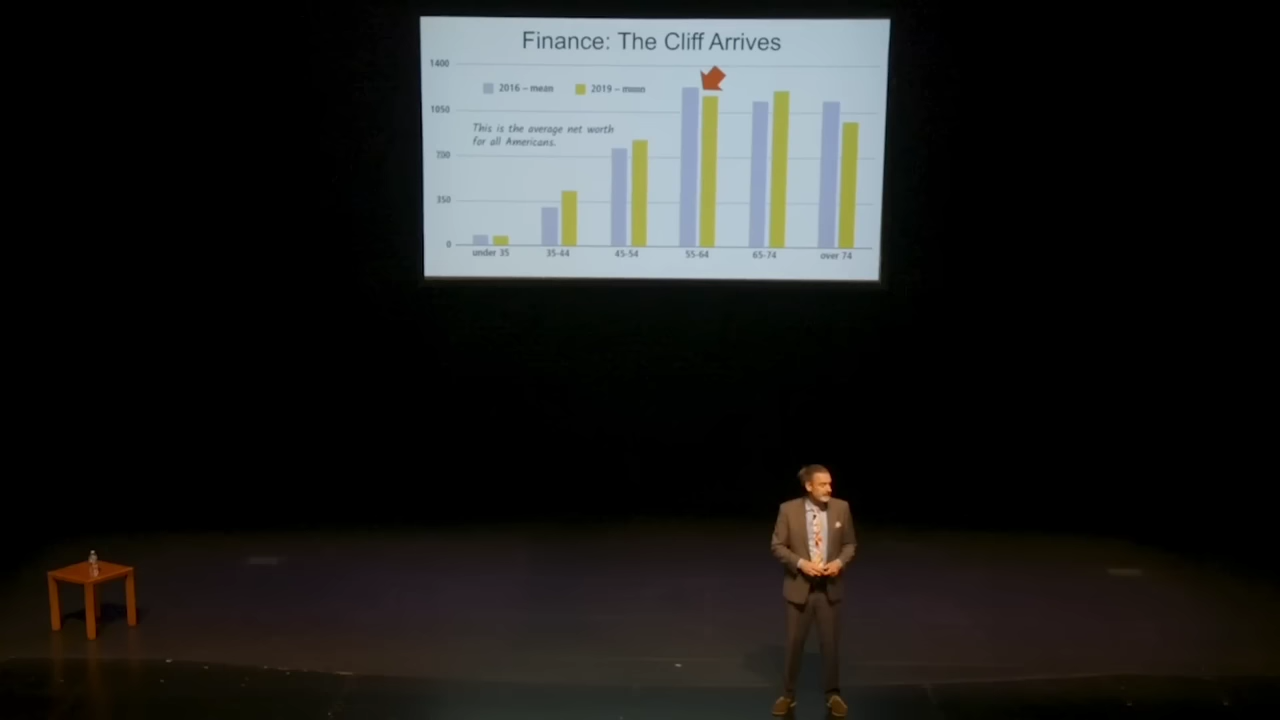 Finance: The Cliff Arrives
1400
2016 – mean
2019 – mean
1050
This is the average net worth
for all Americans.
700
350
0
under 35
35-44
45-54
55-64
65-74
over 74